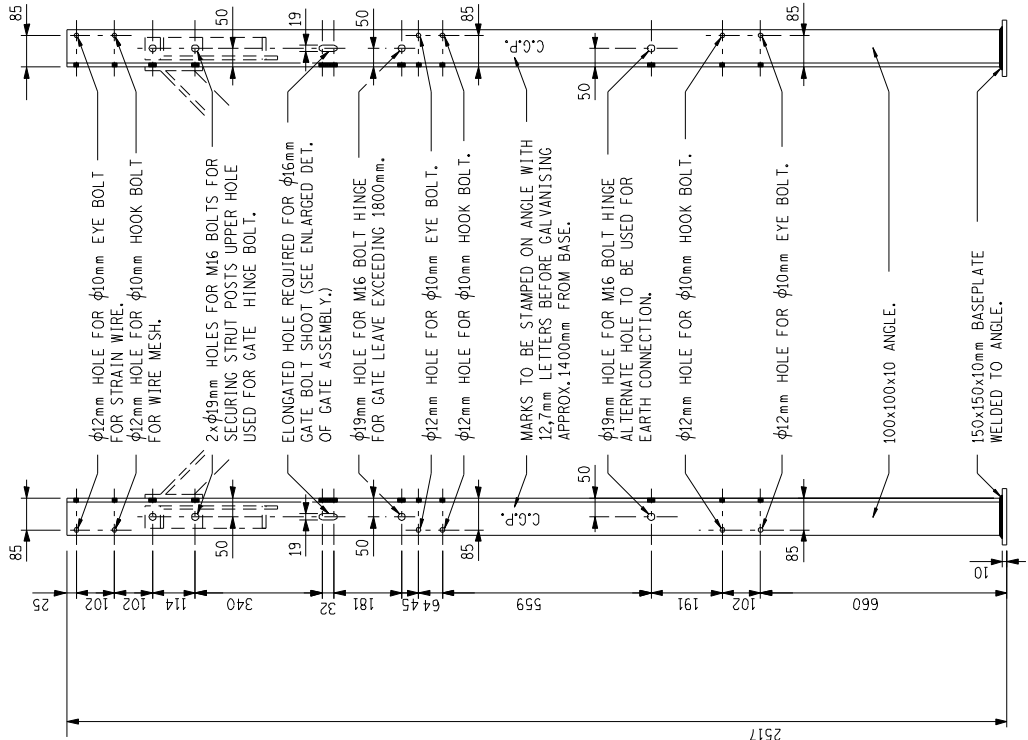 85
50
19
50
85
50
85
φ12mm HOLE FOR φ10mm EYE BOLT
FOR STRAIN WIRE.
φ12mm HOLE FOR φ10mm HOOK BOLT
FOR WIRE MESH.
2xφ19mm HOLES FOR M16 BOLTS FOR
SECURING STRUT POSTS UPPER HOLE
USED FOR GATE HINGE BOLT.
ELONGATED HOLE REQUIRED FOR φ16mm
GATE BOLT SHOOT (SEE ENLARGED DET.
OF GATE ASSEMBLY.)
φ19mm HOLE FOR M16 BOLT HINGE
FOR GATE LEAVE EXCEEDING 1800mm.
φ12mm HOLE FOR φ10mm EYE BOLT.
φ12mm HOLE FOR φ10mm HOOK BOLT.
MARKS TO BE STAMPED ON ANGLE WITH
12,7mm LETTERS BEFORE GALVANISING
APPROX.1400mm FROM BASE.
φ19mm HOLE FOR M16 BOLT HINGE
ALTERNATE HOLE TO BE USED FOR
EARTH CONNECTION.
φ12mm HOLE FOR φ10mm HOOK BOLT.
φ12mm HOLE FOR φ10mm EYE BOLT.
100x100x10 ANGLE.
150x150x10mm BASEPLATE
WELDED TO ANGLE.
C.G.P.
C.G.P.
85
50
19
50
85
50
85
25
102
102
114
340
32
181
45
64
559
191
102
660
10
2517